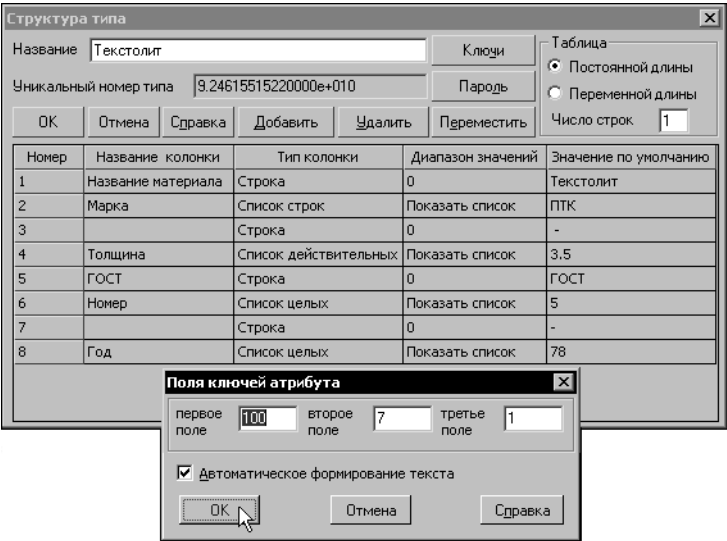 Структура типа
Название Текстолит Ключи
Уникальный номер типа 9.24615515220000e+010 Пароль
Таблица
Постоянной длины
Переменной длины
Число строк 1
OK Отмена Справка Добавить Удалить Переместить
Номер Название колонки Тип колонки Диапазон значений Значение по умолчанию
1 Название материала Строка 0 Текстолит
2 Марка Список строк Показать список ПТК
3 Строка 0 -
4 Толщина Список действительных Показать список 3.5
5 ГОСТ Строка 0 ГОСТ
6 Номер Список целых Показать список 5
7 Строка 0 -
8 Год Список целых Показать список 78
Поля ключей атрибута
первое поле 100 второе поле 7 третье поле 1
Автоматическое формирование текста
OK Отмена Справка